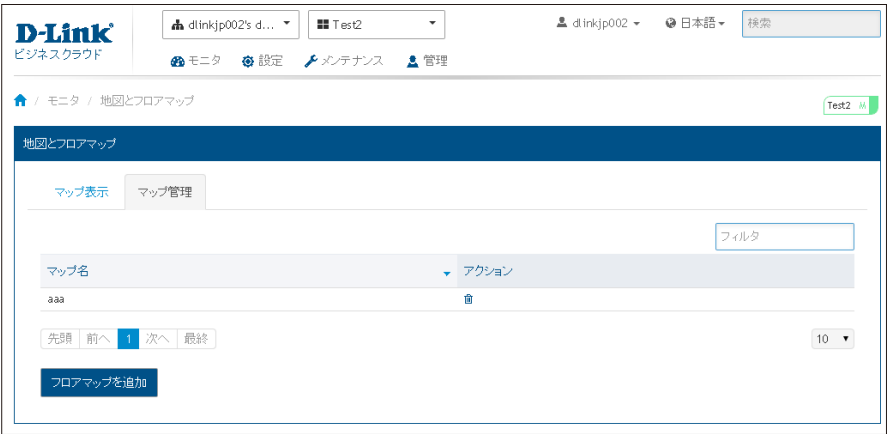 D-Link
ビジネスクラウド
dlinkjp002's d...
Test2
dlinkjp002
日本語
検索
モニタ
設定
メンテナンス
管理
/ モニタ / 地図とフロアマップ
Test2 M
地図とフロアマップ
マップ表示
マップ管理
フィルタ
マップ名
アクション
aaa
先頭 前へ 1 次へ 最終
10
フロアマップを追加